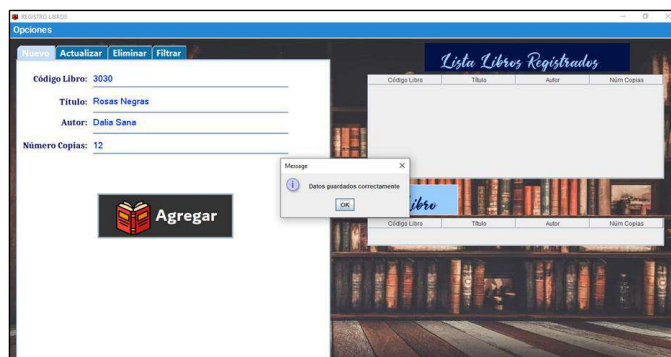 REGISTRO LIBROS
Opciones
Nuevo Actualizar Eliminar Filtrar
Código Libro: 3030
Título: Rosas Negras
Autor: Dalia Sana
Número Copias: 12
Agregar
Lista Libros Registrados
Código Libro Título Autor Núm Copias
Message
Datos guardados correctamente
OK
Libro
Código Libro Título Autor Núm Copias